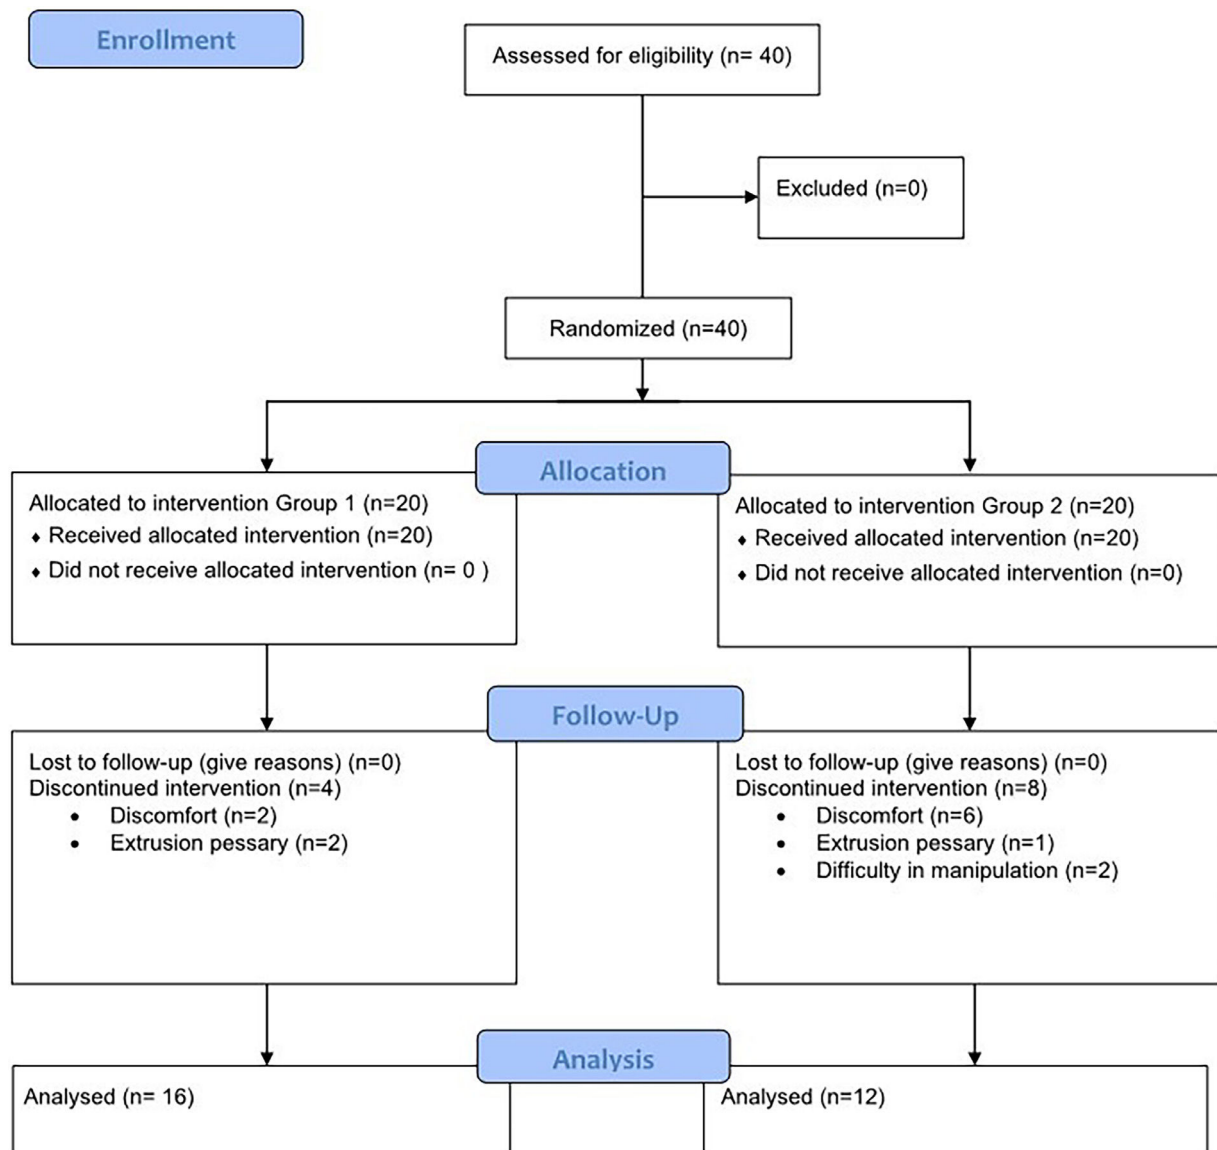 Enrollment
Assessed for eligibility (n= 40)
Excluded (n=0)
Randomized (n=40)
Allocation
Allocated to intervention Group 1 (n=20)
♦ Received allocated intervention (n=20)
♦ Did not receive allocated intervention (n= 0 )
Allocated to intervention Group 2 (n=20)
♦ Received allocated intervention (n=20)
♦ Did not receive allocated intervention (n=0)
Follow-Up
Lost to follow-up (give reasons) (n=0)
Discontinued intervention (n=4)
• Discomfort (n=2)
• Extrusion pessary (n=2)
Lost to follow-up (give reasons) (n=0)
Discontinued intervention (n=8)
• Discomfort (n=6)
• Extrusion pessary (n=1)
• Difficulty in manipulation (n=2)
Analysis
Analysed (n= 16)
Analysed (n=12)